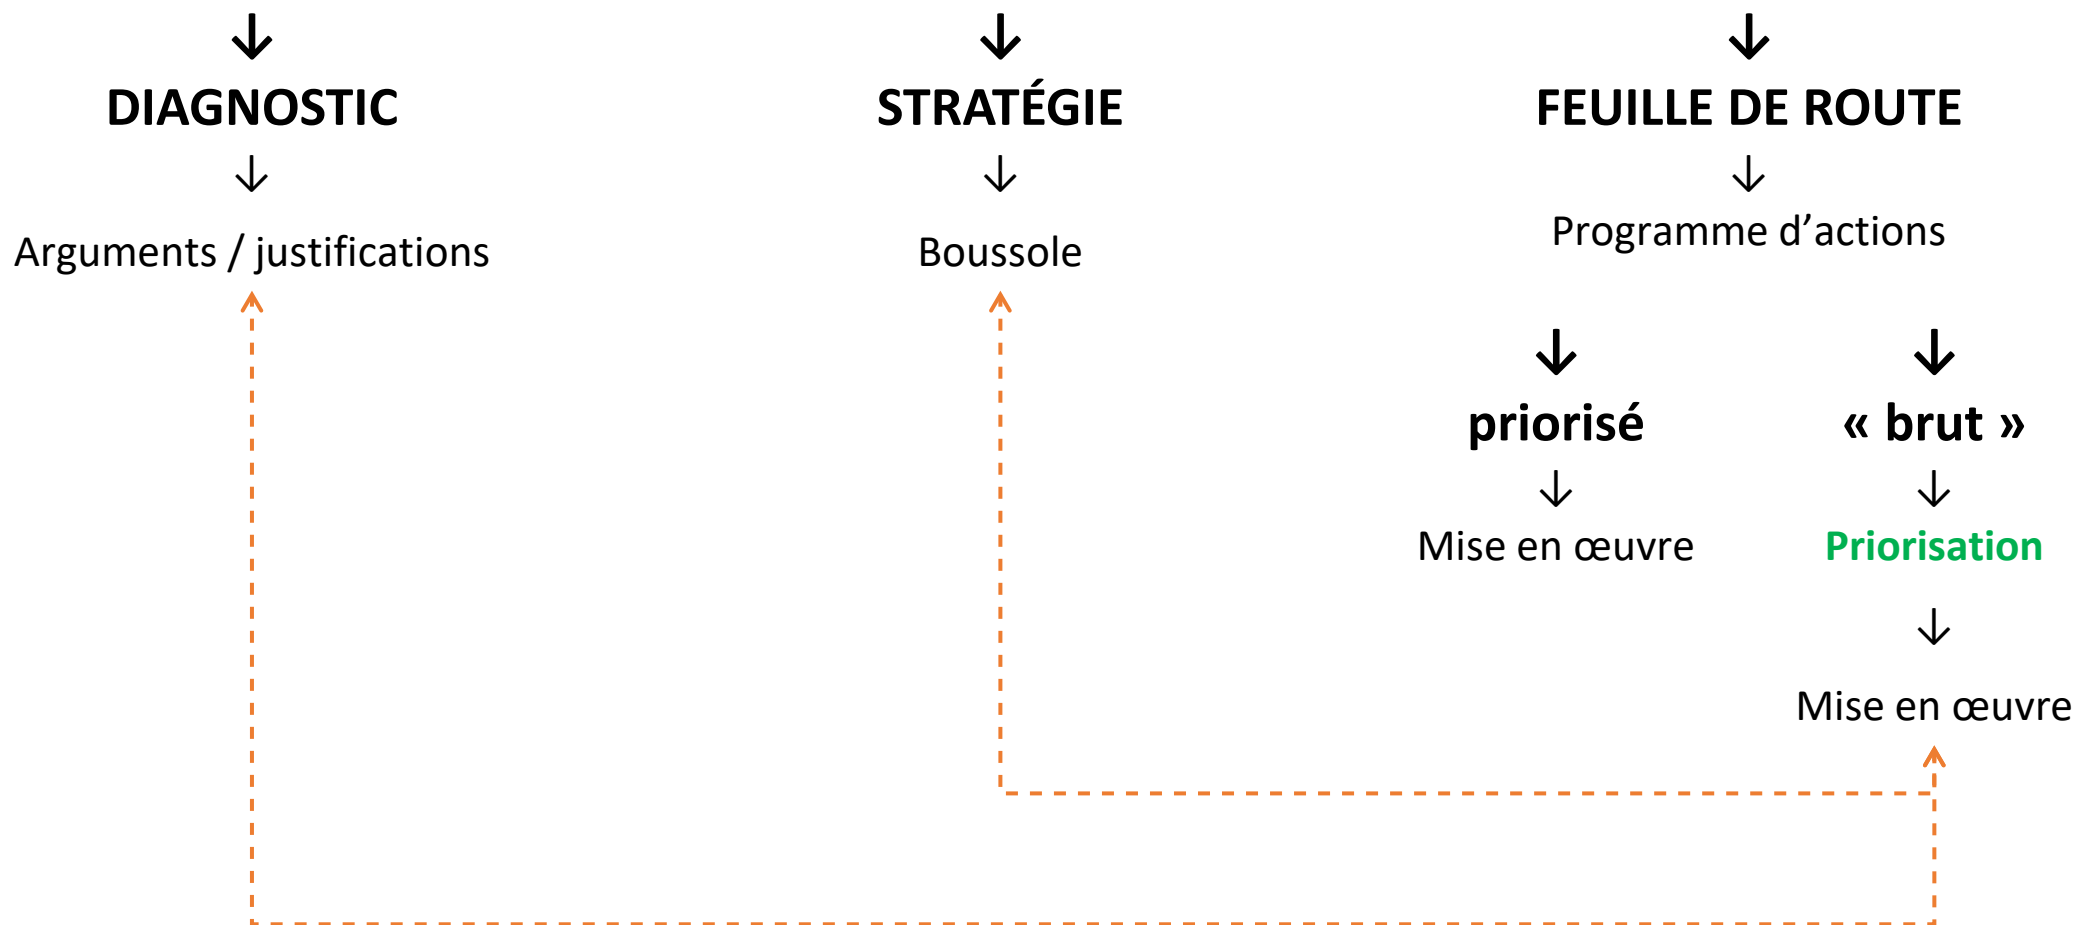 DIAGNOSTIC
STRATÉGIE
FEUILLE DE ROUTE
Arguments / justifications
Boussole
Programme d’actions
priorisé
« brut »
Mise en œuvre
Priorisation
Mise en œuvre